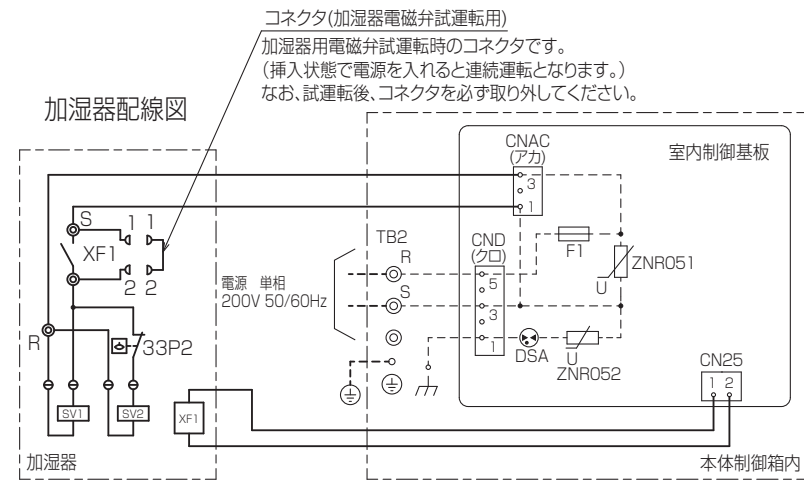 コネクタ(加湿器電磁弁試運転用)
加湿器用電磁弁試運転時のコネクタです。
(挿入状態で電源を入れると連続運転となります。)
なお、試運転後、コネクタを必ず取り外してください。
加湿器配線図
CNAC
(アカ)
室内制御基板
3
1
S
1 1
XF1
2 2
TB2
R
S
CND
(クロ)
5
3
1
F1
ZNR051
U
電源 単相
200V 50/60Hz
R
33P2
DSA
U
ZNR052
CN25
1 2
SV1
SV2
XF1
加湿器
本体制御箱内